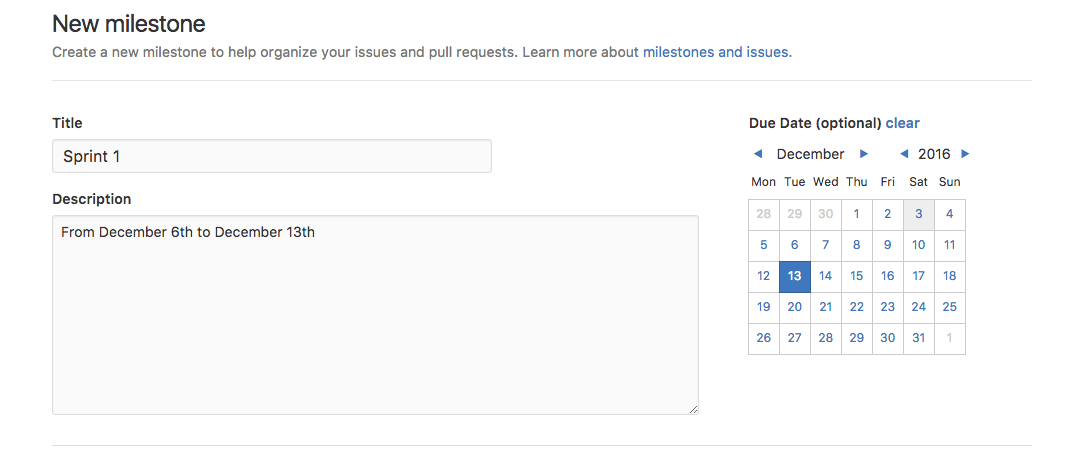 New milestone
Create a new milestone to help organize your issues and pull requests. Learn more about milestones and issues.
Title
Sprint 1
Description
From December 6th to December 13th
Due Date (optional) clear
◀ December ▶ ◀ 2016 ▶
Mon Tue Wed Thu Fri Sat Sun
28 29 30 1 2 3 4
5 6 7 8 9 10 11
12 13 14 15 16 17 18
19 20 21 22 23 24 25
26 27 28 29 30 31 1